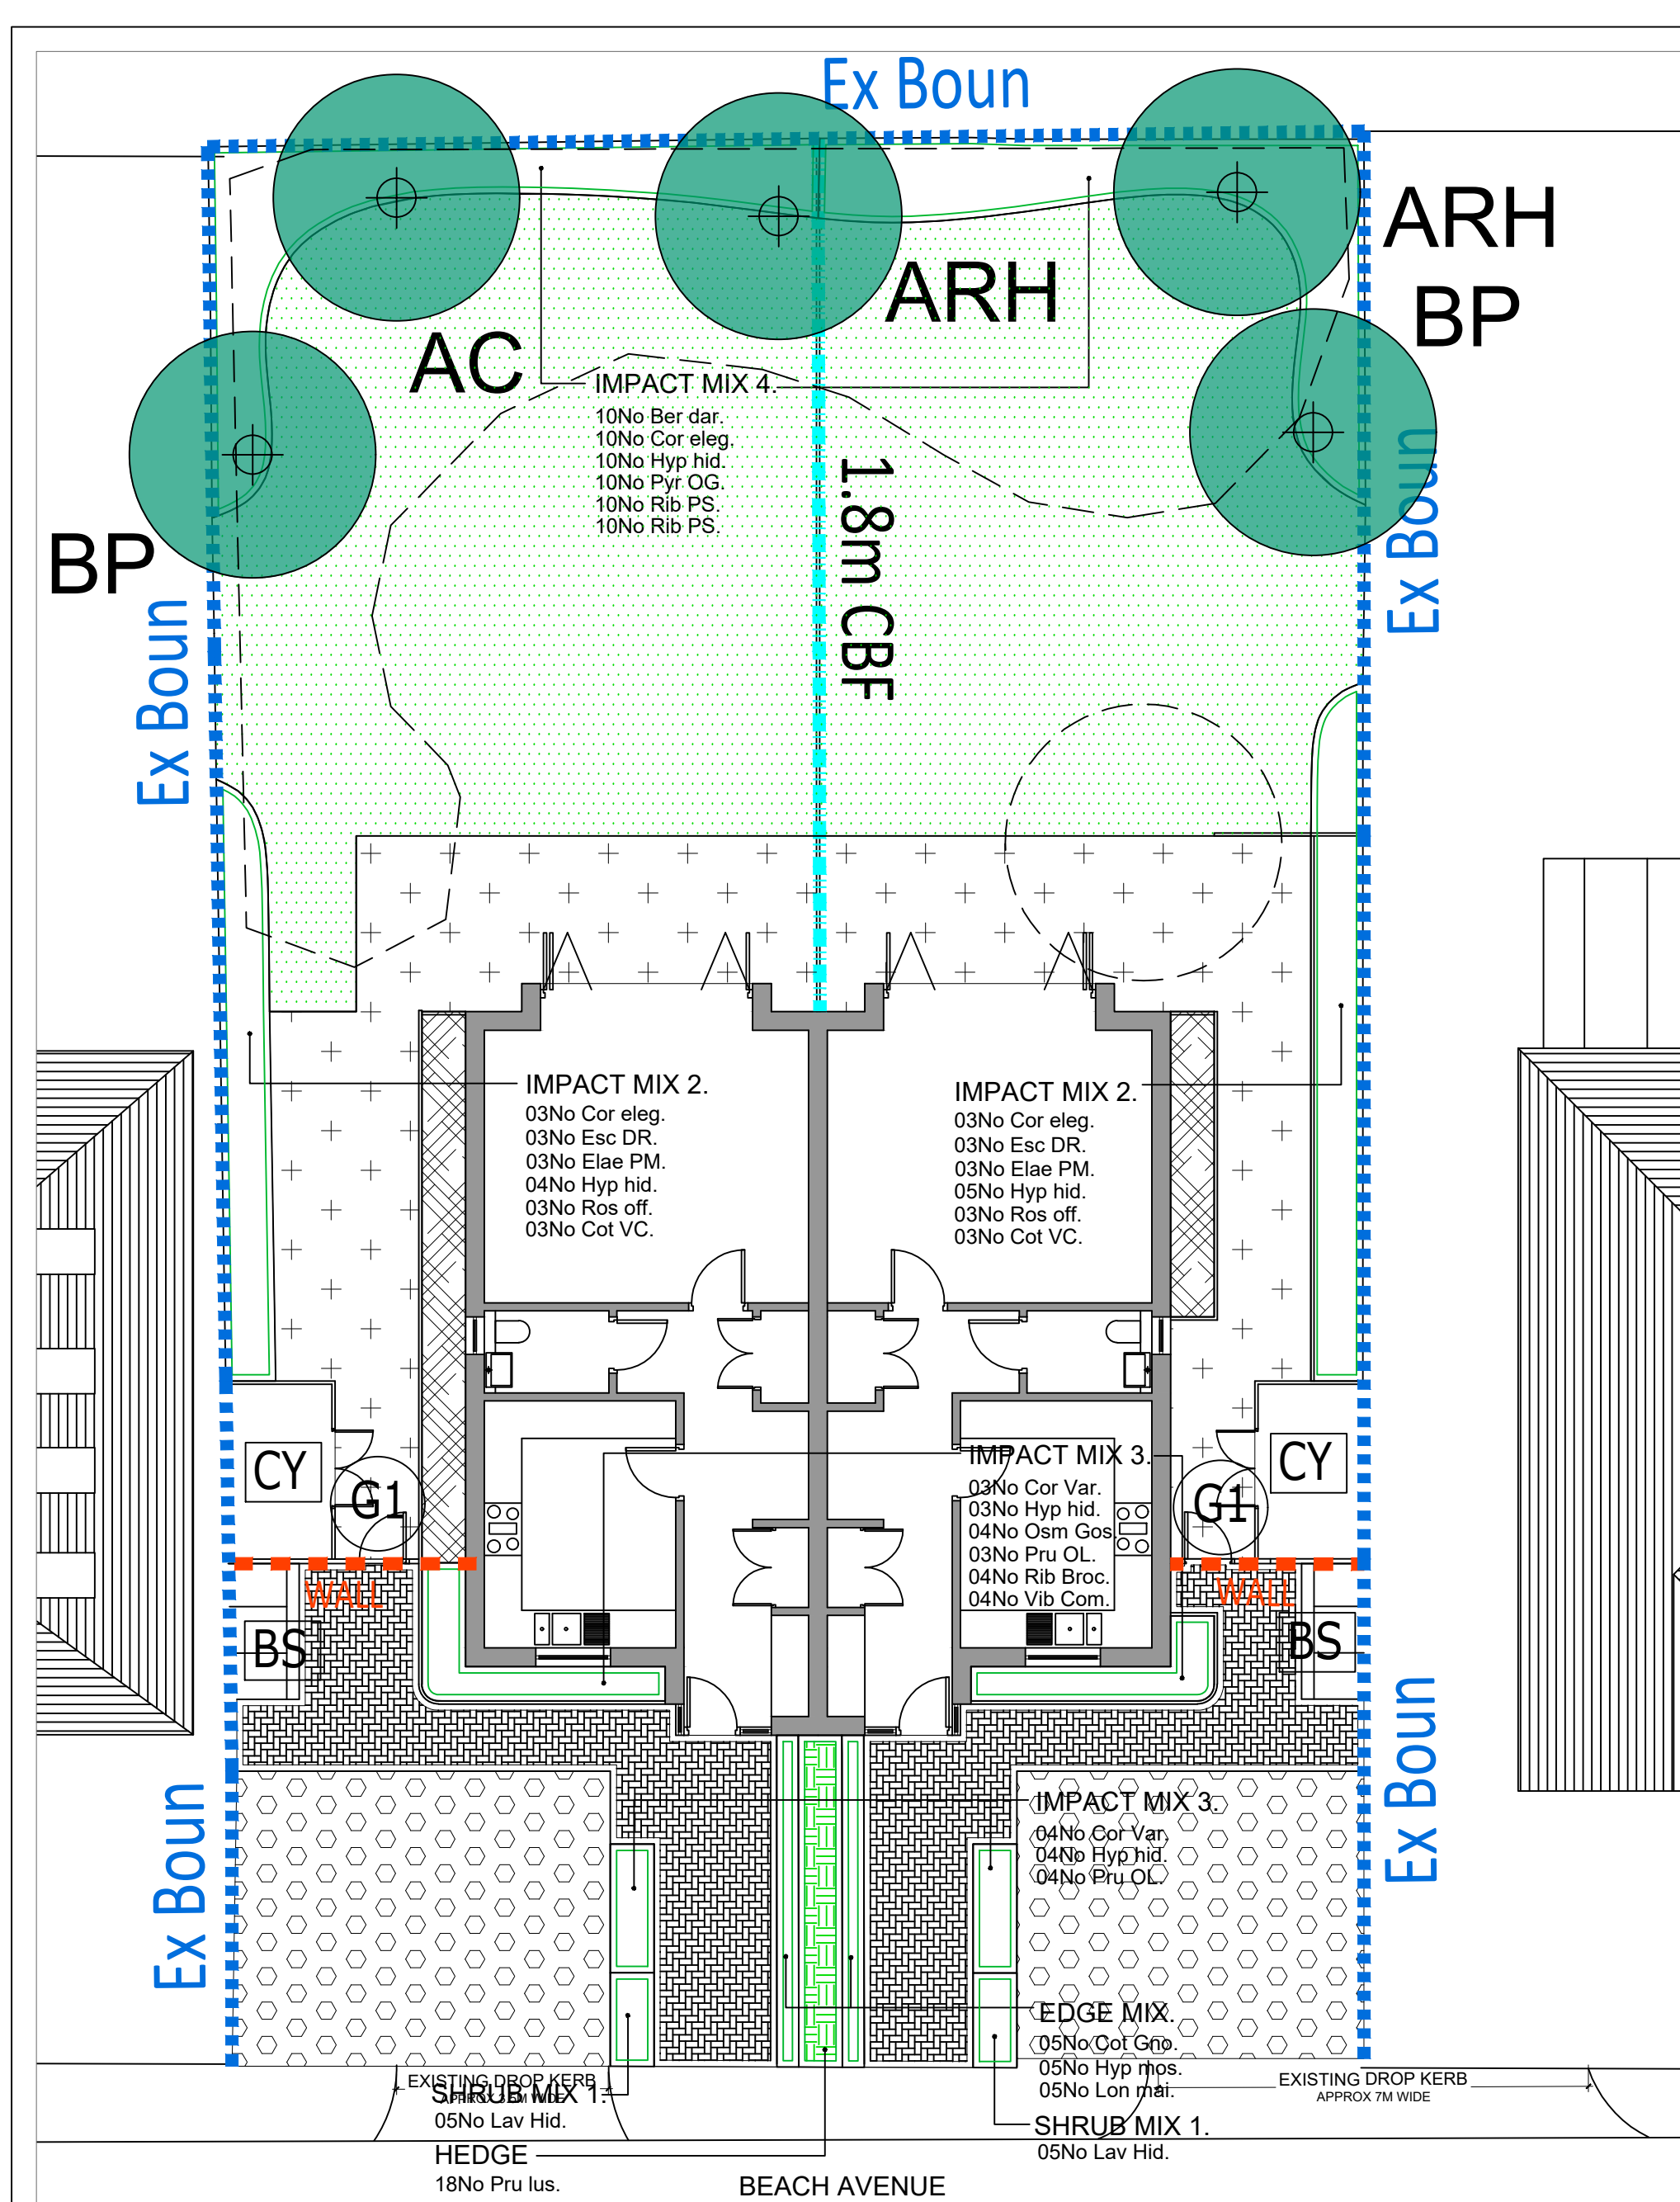 Ex Boun
ARH
BP
ARH
AC
IMPACT MIX 4.
10No Ber dar.
10No Cor eleg.
10No Hyp hid.
10No Pyr OG.
10No Rib PS.
10No Rib PS.
1.8m CBF
BP
Ex Boun
Ex Boun
IMPACT MIX 2.
03No Cor eleg.
03No Esc DR.
03No Elae PM.
04No Hyp hid.
03No Ros off.
03No Cot VC.
IMPACT MIX 2.
03No Cor eleg.
03No Esc DR.
03No Elae PM.
05No Hyp hid.
03No Ros off.
03No Cot VC.
CY
G1
IMPACT MIX 3.
03No Cor Var.
03No Hyp hid.
04No Osm Gos.
03No Pru OL.
04No Rib Broc.
04No Vib Com.
G1
CY
WALL
WALL
BS
BS
Ex Boun
Ex Boun
IMPACT MIX 3.
04No Cor Var.
04No Hyp hid.
04No Pru OL.
EDGE MIX.
05No Cot Gno.
05No Hyp mos.
05No Lon mai.
EXISTING DROP KERB
APPROX 3.5M WIDE
SHRUB MIX 1.
05No Lav Hid.
EXISTING DROP KERB
APPROX 7M WIDE
SHRUB MIX 1.
05No Lav Hid.
HEDGE
18No Pru lus.
BEACH AVENUE